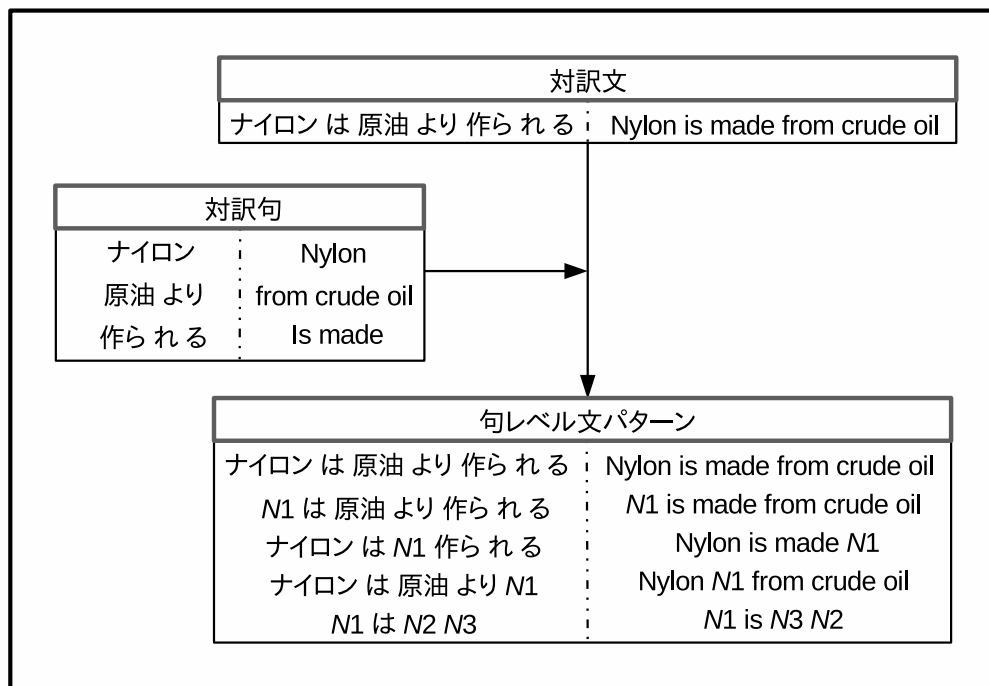 対訳文
ナイロン は 原油 より 作ら れ る Nylon is made from crude oil
対訳句
ナイロン Nylon
原油 より from crude oil
作ら れ る Is made
句レベル文パターン
ナイロン は 原油 より 作ら れ る Nylon is made from crude oil
N1 は 原油 より 作ら れ る N1 is made from crude oil
ナイロン は N1 作ら れ る Nylon is made N1
ナイロン は 原油 より N1 Nylon N1 from crude oil
N1 は N2 N3 N1 is N3 N2